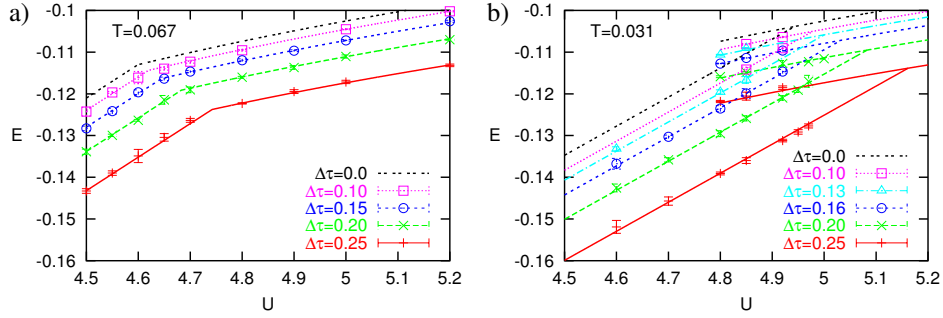 a)
T=0.067
-0.1
-0.11
-0.12
-0.13
-0.14
-0.15
-0.16
E
Δτ=0.0
Δτ=0.10
Δτ=0.15
Δτ=0.20
Δτ=0.25
4.5 4.6 4.7 4.8 4.9 5 5.1 5.2
U
b)
T=0.031
-0.1
-0.11
-0.12
-0.13
-0.14
-0.15
-0.16
E
Δτ=0.0
Δτ=0.10
Δτ=0.13
Δτ=0.16
Δτ=0.20
Δτ=0.25
4.5 4.6 4.7 4.8 4.9 5 5.1 5.2
U